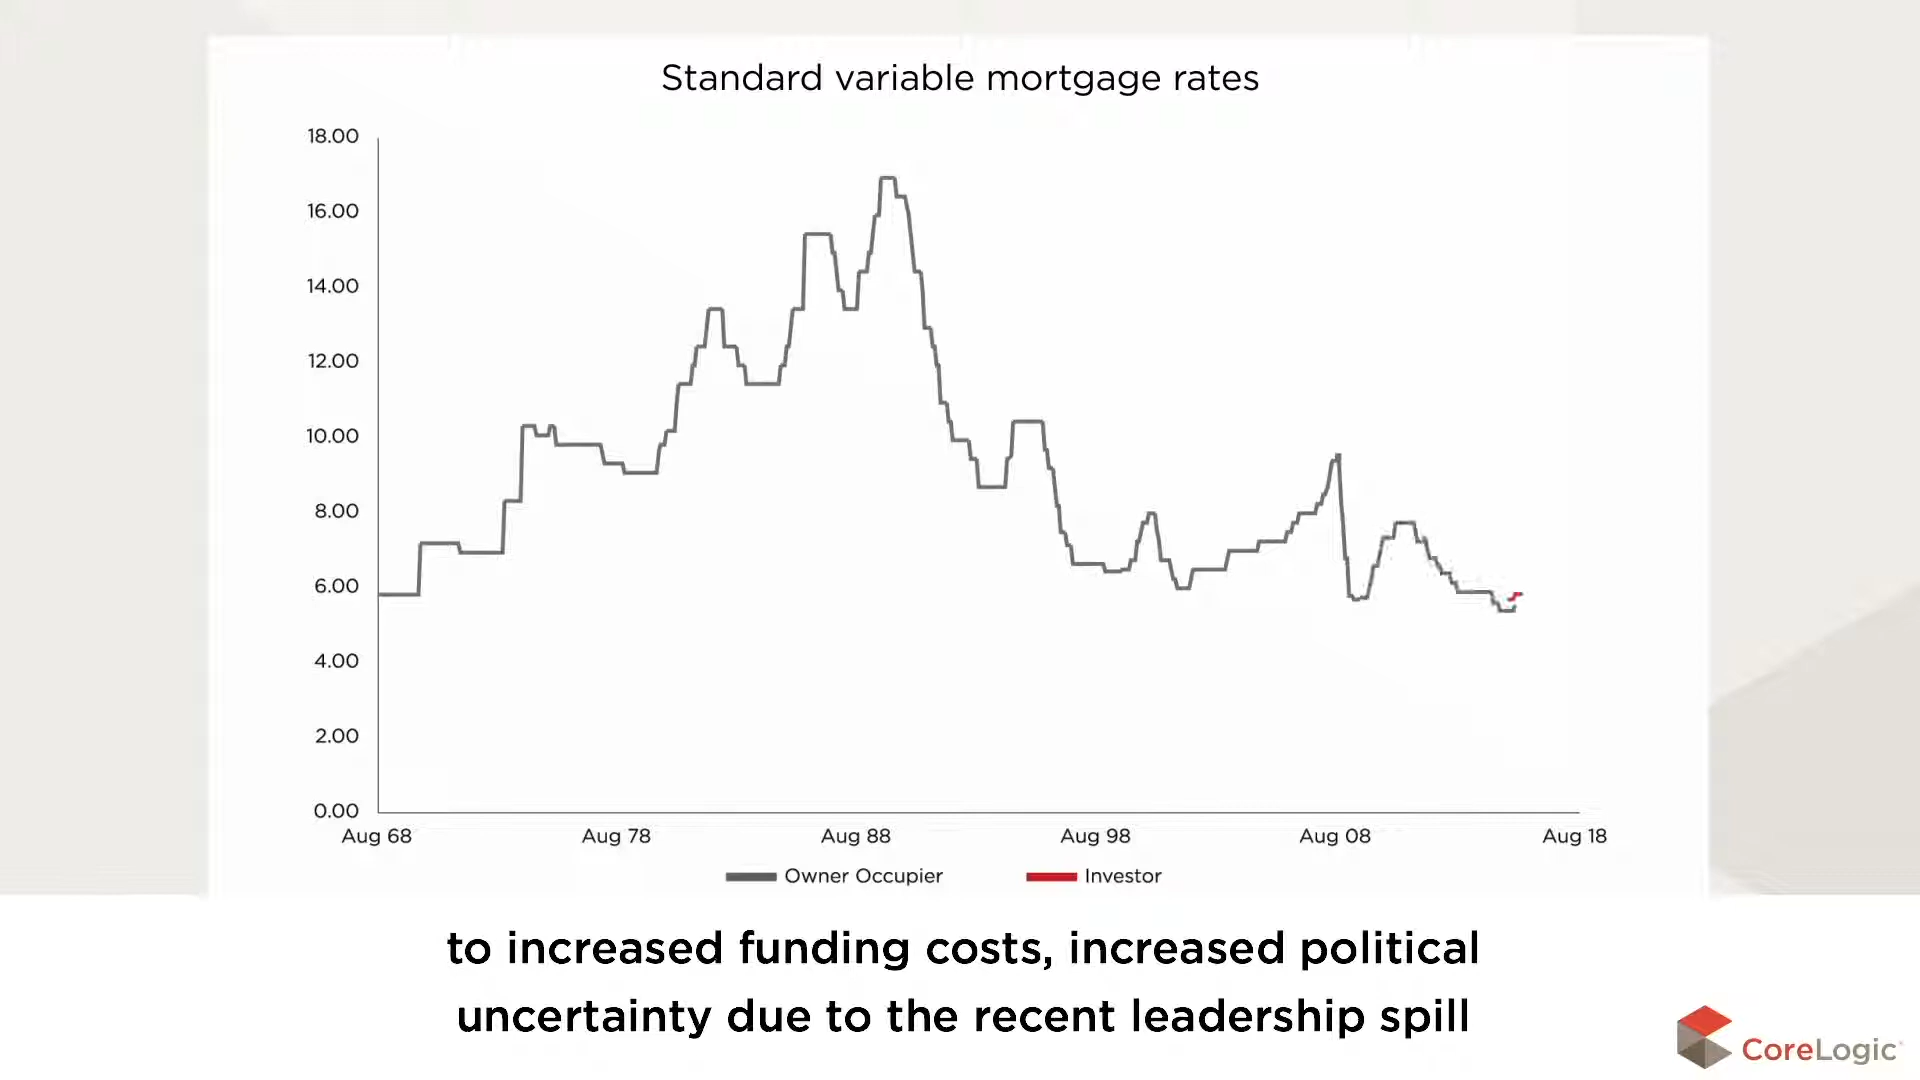 Standard variable mortgage rates
18.00
16.00
14.00
12.00
10.00
8.00
6.00
4.00
2.00
0.00
Aug 68 Aug 78 Aug 88 Aug 98 Aug 08 Aug 18
Owner Occupier Investor
to increased funding costs, increased political
uncertainty due to the recent leadership spill
CoreLogic